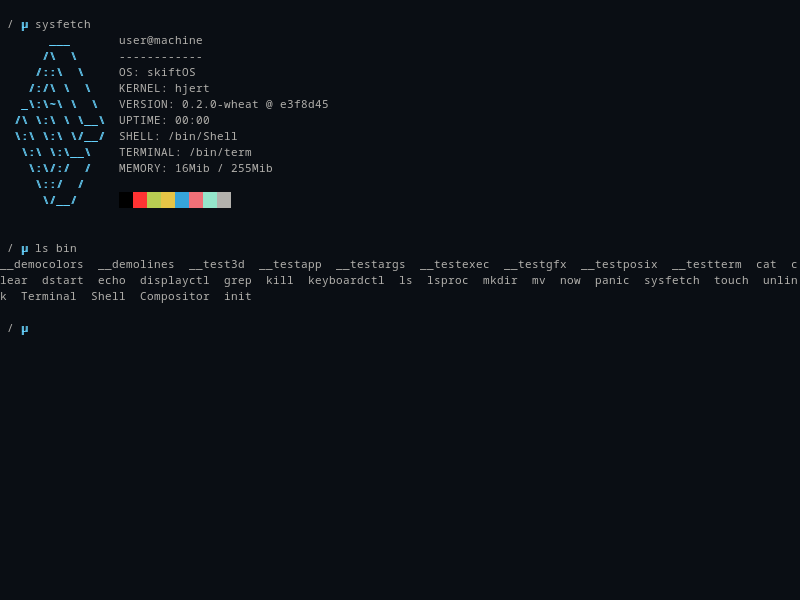 / µ sysfetch
user@machine
------------
OS: skiftOS
KERNEL: hjert
VERSION: 0.2.0-wheat @ e3f8d45
UPTIME: 00:00
SHELL: /bin/Shell
TERMINAL: /bin/term
MEMORY: 16Mib / 255Mib
/ µ ls bin
__democolors  __demolines  __test3d  __testapp  __testargs  __testexec  __testgfx  __testposix  __testterm  cat  c
lear  dstart  echo  displayctl  grep  kill  keyboardctl  ls  lsproc  mkdir  mv  now  panic  sysfetch  touch  unlin
k  Terminal  Shell  Compositor  init
/ µ